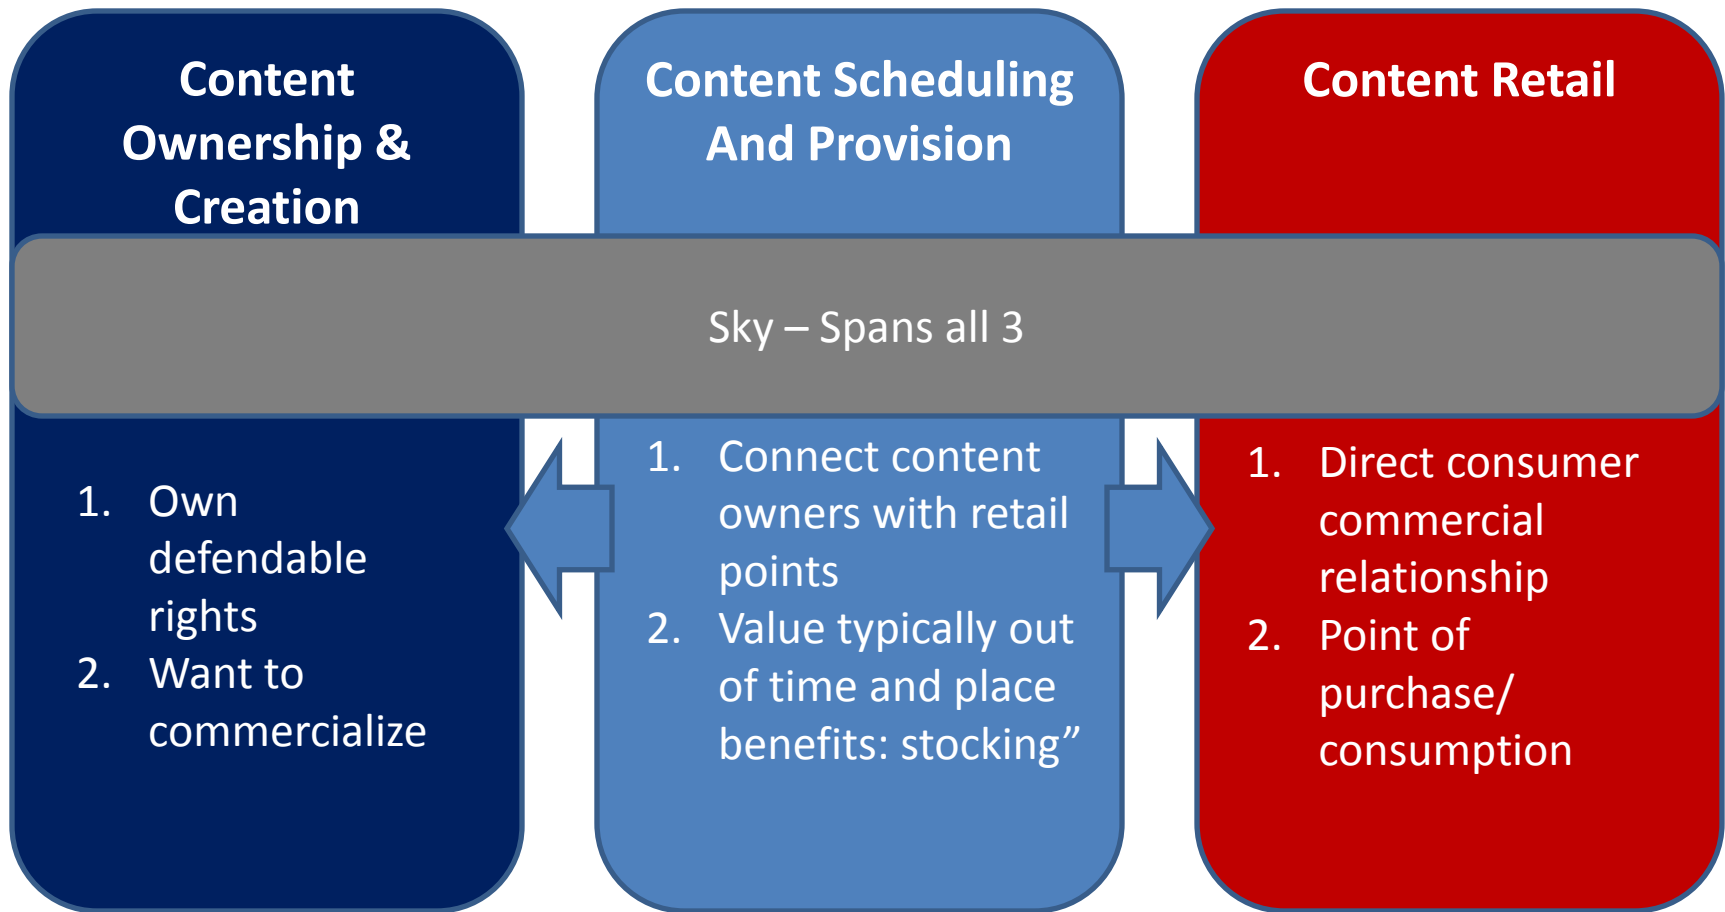 Content
Ownership &
Creation
Content Scheduling
And Provision
Content Retail
Sky – Spans all 3
1. Own
defendable
rights
2. Want to
commercialize
1. Connect content
owners with retail
points
2. Value typically out
of time and place
benefits: stocking”
1. Direct consumer
commercial
relationship
2. Point of
purchase/
consumption